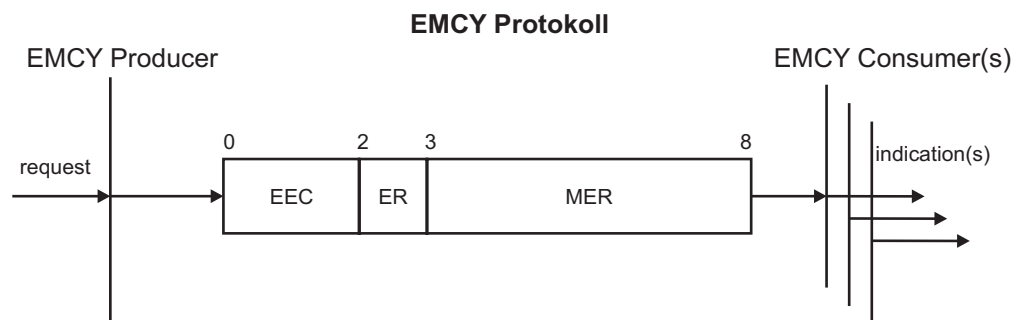 EMCY Protokoll
EMCY Producer
EMCY Consumer(s)
0 2 3 8
request
indication(s)
EEC ER MER